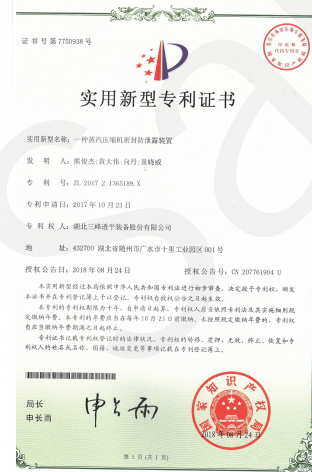 证书号第7750938号
实用新型专利证书
实用新型名称：一种蒸汽压缩机密封防泄露装置
发 明 人：熊俊杰;黄大伟;向丹;童晓威
专 利 号：ZL 2017 2 1365189.X
专利申请日：2017年10月23日
专 利 权 人：湖北三峰透平装备股份有限公司
地 址：432700 湖北省随州市广水市十里工业园区001号
授权公告日：2018年08月24日 授权公告号：CN 207761904 U
本实用新型经过本局依照中华人民共和国专利法进行初步审查，决定授予专利权，颁发
本证书并在专利登记簿上予以登记。专利权自授权公告之日起生效。
本专利的专利权期限为十年，自申请日起算。专利权人应当依照专利法及其实施细则规
定缴纳年费。本专利的年费应当在每年10月23日前缴纳。未按照规定缴纳年费的，专利权
自应当缴纳年费期满之日起终止。
专利证书记载专利权登记时的法律状况。专利权的转移、质押、无效、终止、恢复和专
利权人的姓名或名称、国籍、地址变更等事项记载在专利登记簿上。
局长
申长雨
申长雨
国家知识产权局
2018年08月24日
第 1 页 (共 1 页)